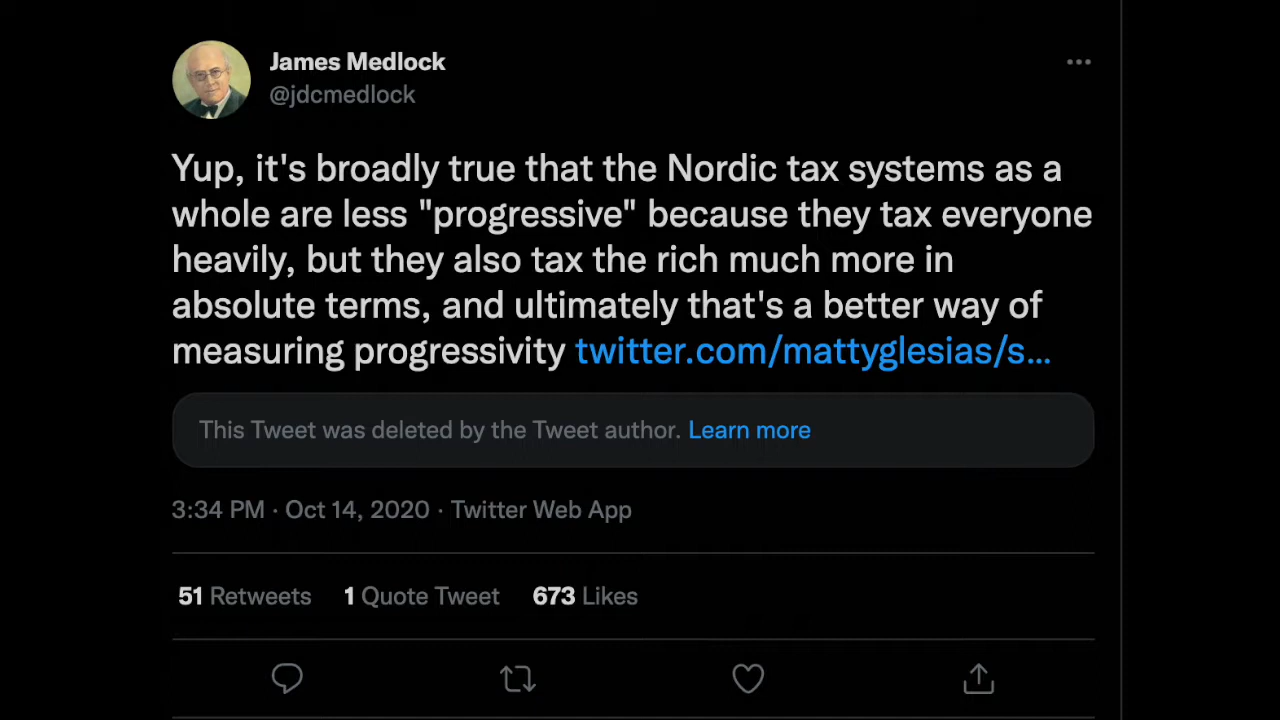 James Medlock
@jdcmedlock
Yup, it's broadly true that the Nordic tax systems as a
whole are less "progressive" because they tax everyone
heavily, but they also tax the rich much more in
absolute terms, and ultimately that's a better way of
measuring progressivity twitter.com/mattyglesias/s...
This Tweet was deleted by the Tweet author. Learn more
3:34 PM · Oct 14, 2020 · Twitter Web App
51 Retweets 1 Quote Tweet 673 Likes